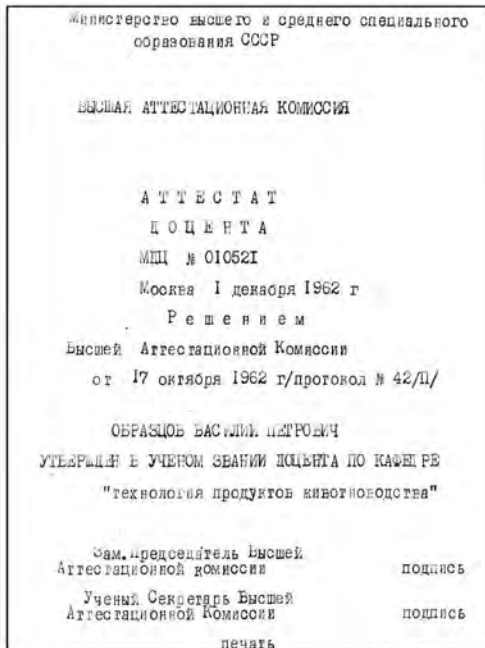 Министерство высшего и среднего специального
образования СССР
ВЫСШАЯ АТТЕСТАЦИОННАЯ КОМИССИЯ
А Т Т Е С Т А Т
Д О Ц Е Н Т А
МДЦ № 010521
Москва 1 декабря 1962 г
Р е ш е н и е м
Высшей Аттестационной Комиссии
от 17 октября 1962 г/протокол № 42/П/
ОБРАЗЦОВ ВАСИЛИЙ ПЕТРОВИЧ
УТВЕРЖДЕН В УЧЕНОМ ЗВАНИИ ДОЦЕНТА ПО КАФЕДРЕ
"технология продуктов животноводства"
Зам.Председатель Высшей
Аттестационной комиссии подпись
Ученый Секретарь Высшей
Аттестационной Комиссии подпись
печать